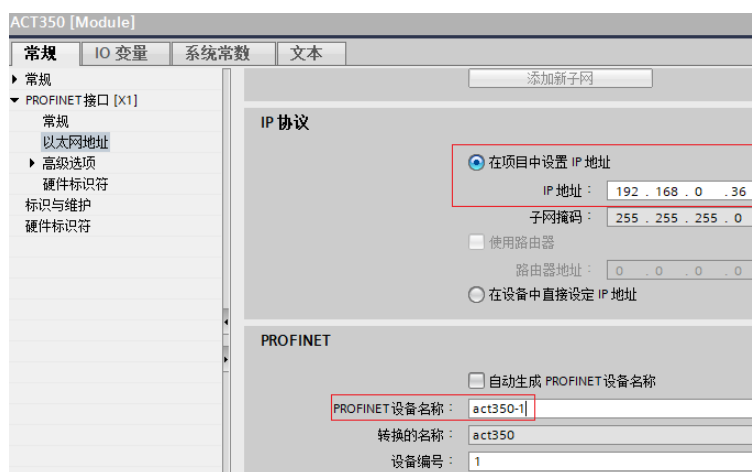 ACT350 [Module]
常规 IO 变量 系统常数 文本
常规
PROFINET接口 [X1]
常规
以太网地址
高级选项
硬件标识符
标识与维护
硬件标识符
添加新子网
IP 协议
在项目中设置 IP 地址
IP 地址： 192 . 168 . 0 . 36
子网掩码： 255 . 255 . 255 . 0
使用路由器
路由器地址： 0 . 0 . 0 . 0
在设备中直接设定 IP 地址
PROFINET
自动生成 PROFINET设备名称
PROFINET设备名称： act350-1
转换的名称： act350
设备编号： 1